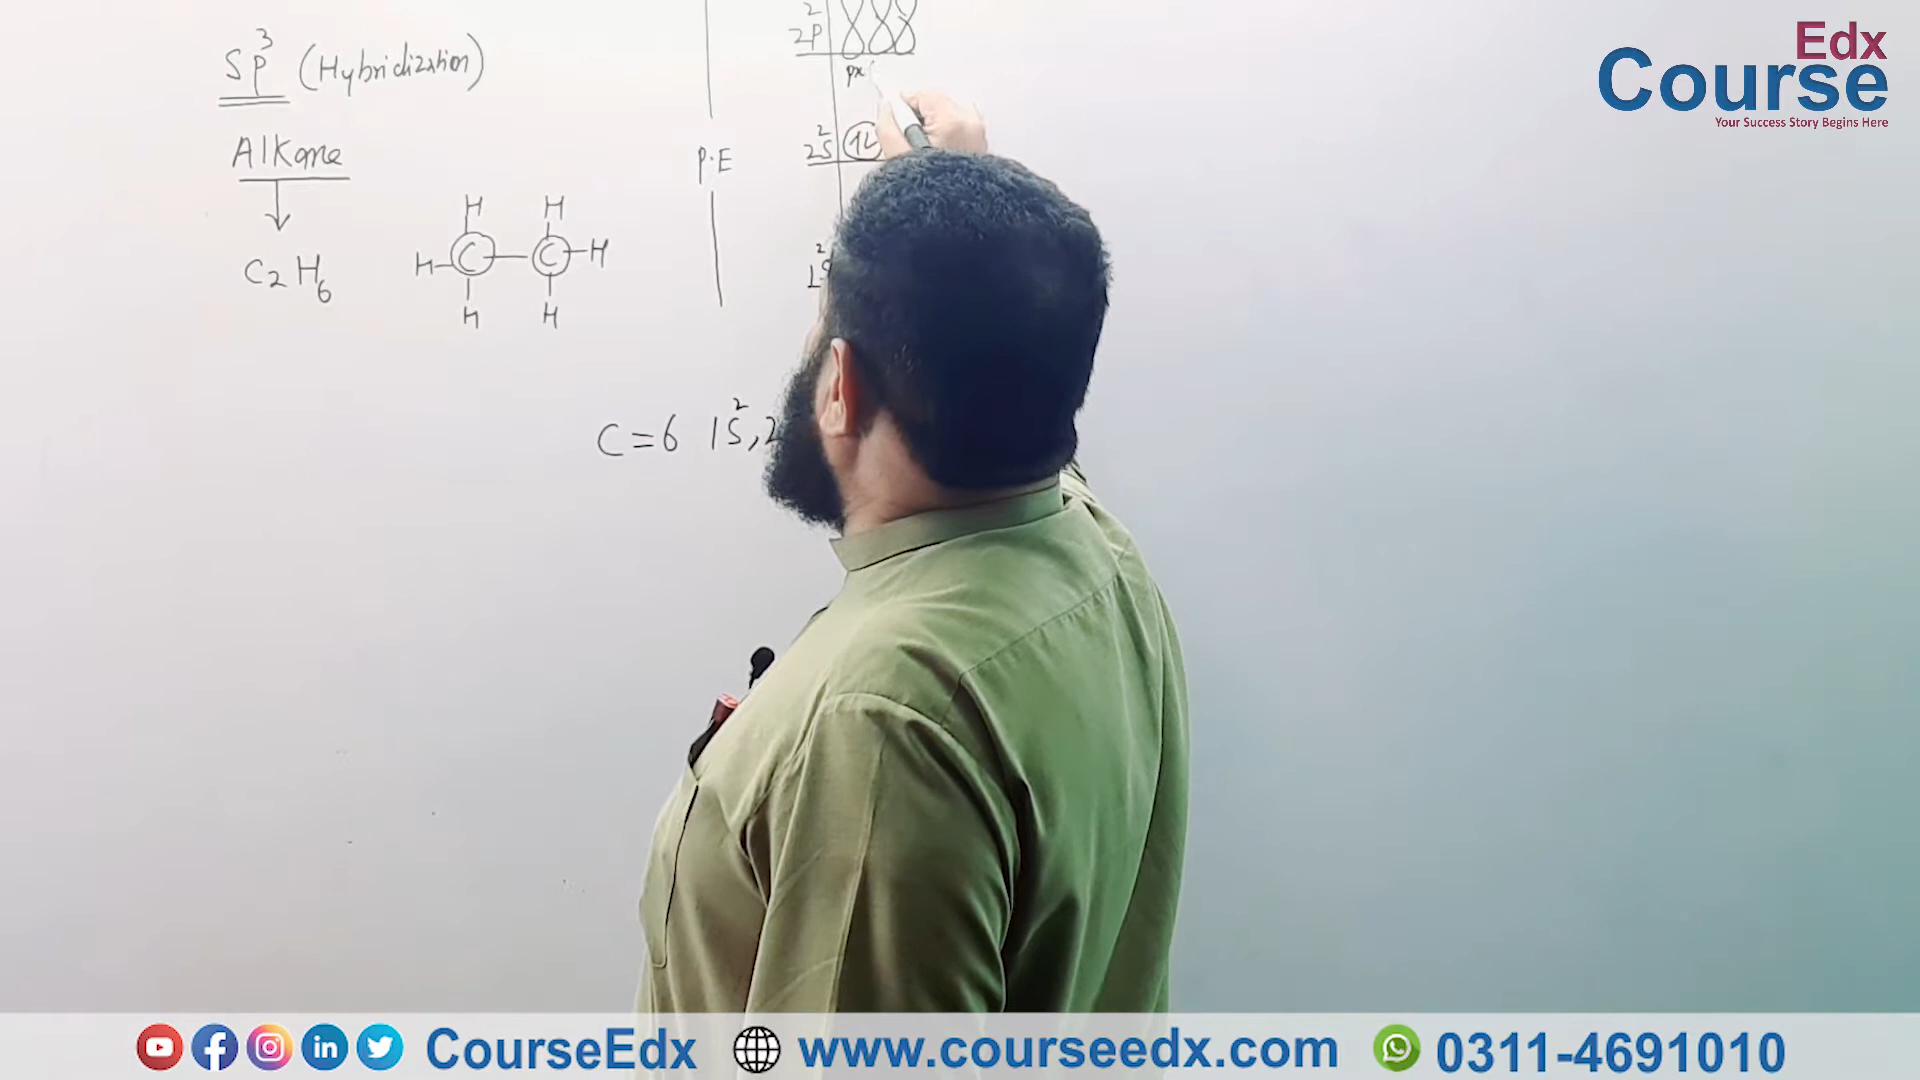 Sp³ (Hybridization)
Alkane
C₂H₆
H H
H-C-C-H
H H
P.E
2p²
px
2s²
1s²
C=6 1s²,2
Edx
Course
Your Success Story Begins Here
CourseEdx www.courseedx.com 0311-4691010